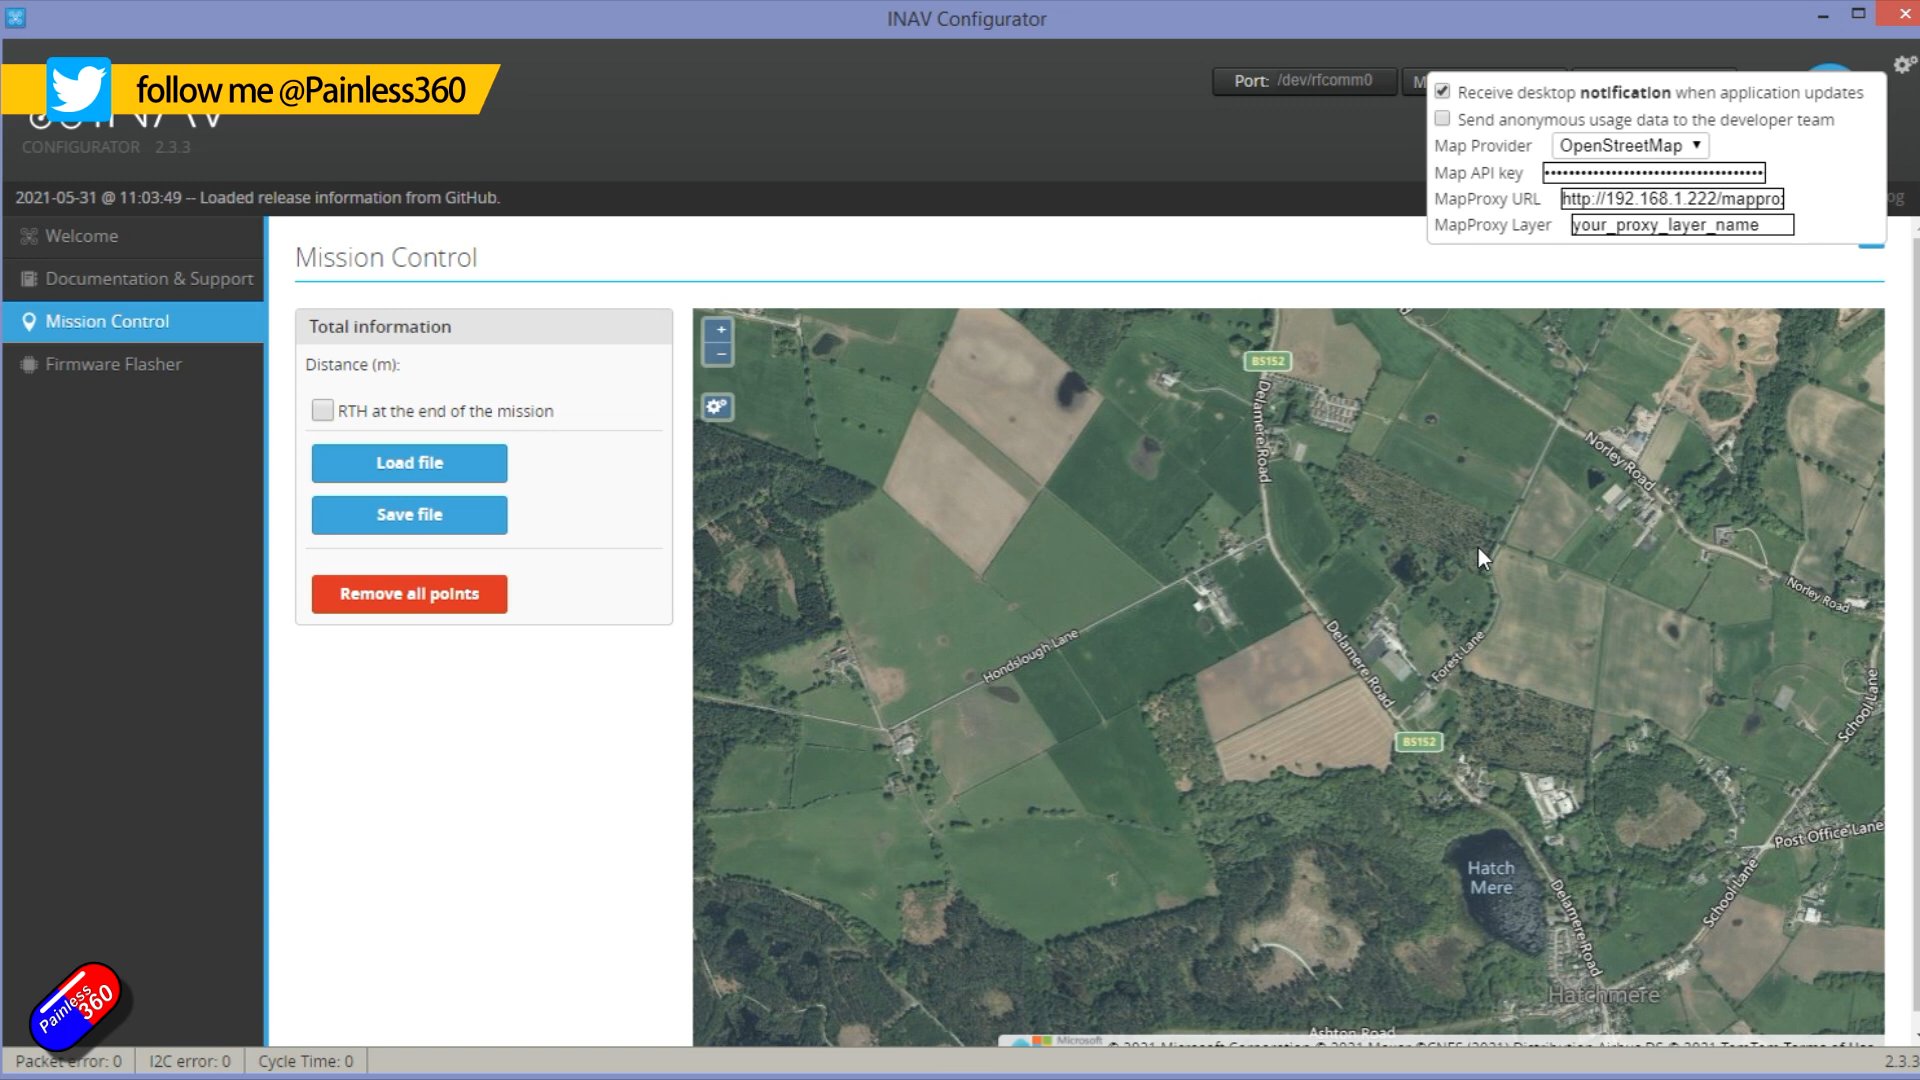 INAV Configurator
follow me @Painless360
CONFIGURATOR 2.3.3
Port: /dev/rfcomm0
Receive desktop notification when application updates
Send anonymous usage data to the developer team
Map Provider OpenStreetMap
Map API key ••••••••••••••••••••••••••••••••••••
MapProxy URL http://192.168.1.222/mappro
MapProxy Layer your_proxy_layer_name
2021-05-31 @ 11:03:49 -- Loaded release information from GitHub.
Welcome
Documentation & Support
Mission Control
Firmware Flasher
Mission Control
Total information
Distance (m):
RTH at the end of the mission
Load file
Save file
Remove all points
+
−
B5152
Delamere Road
Norley Road
Norley Road
Hondslough Lane
Delamere Road
Forest Lane
School Lane
B5152
Post Office Lane
Hatch
Mere
School Lane
Delamere Road
Hatchmere
Ashton Road
Microsoft
Painless
360
Packet error: 0
I2C error: 0
Cycle Time: 0
2.3.3